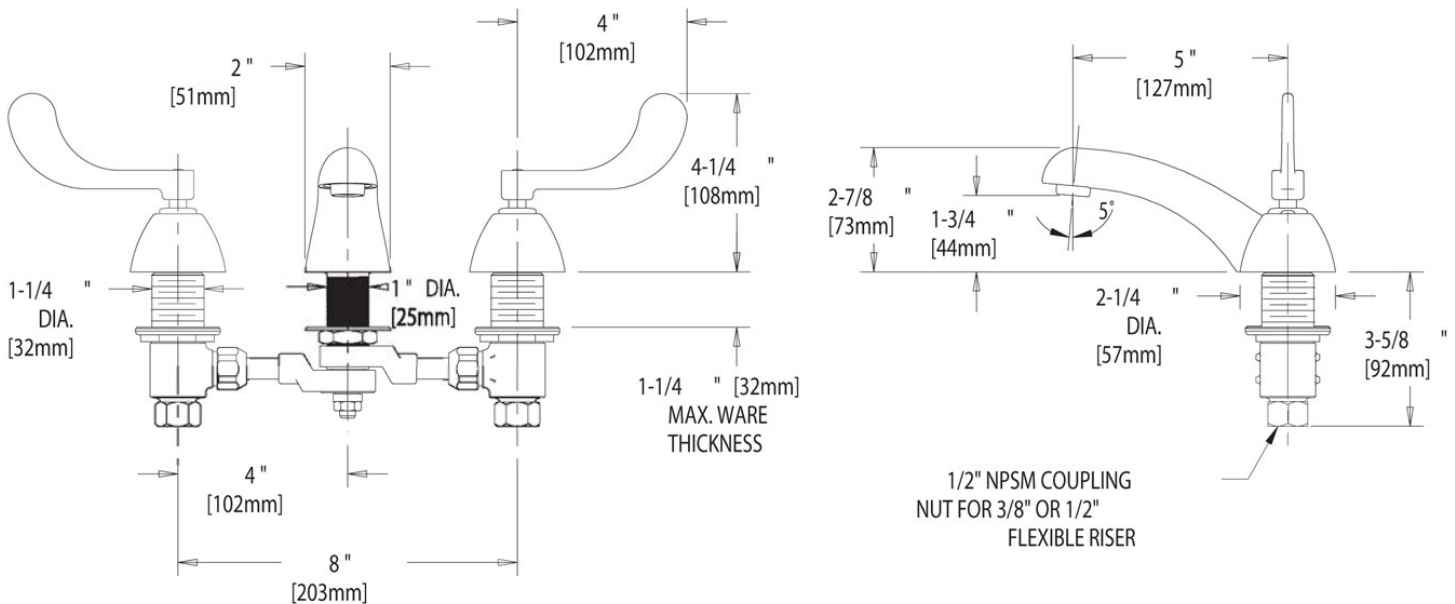 2 "
[51mm]
4 "
[102mm]
4-1/4 "
[108mm]
1-1/4 "
DIA.
[32mm]
1 " DIA.
[25mm]
1-1/4 " [32mm]
MAX. WARE
THICKNESS
4 "
[102mm]
8 "
[203mm]
5 "
[127mm]
2-7/8 "
[73mm]
1-3/4 "
[44mm]
5°
2-1/4 "
DIA.
[57mm]
3-5/8 "
[92mm]
1/2" NPSM COUPLING
NUT FOR 3/8" OR 1/2"
FLEXIBLE RISER